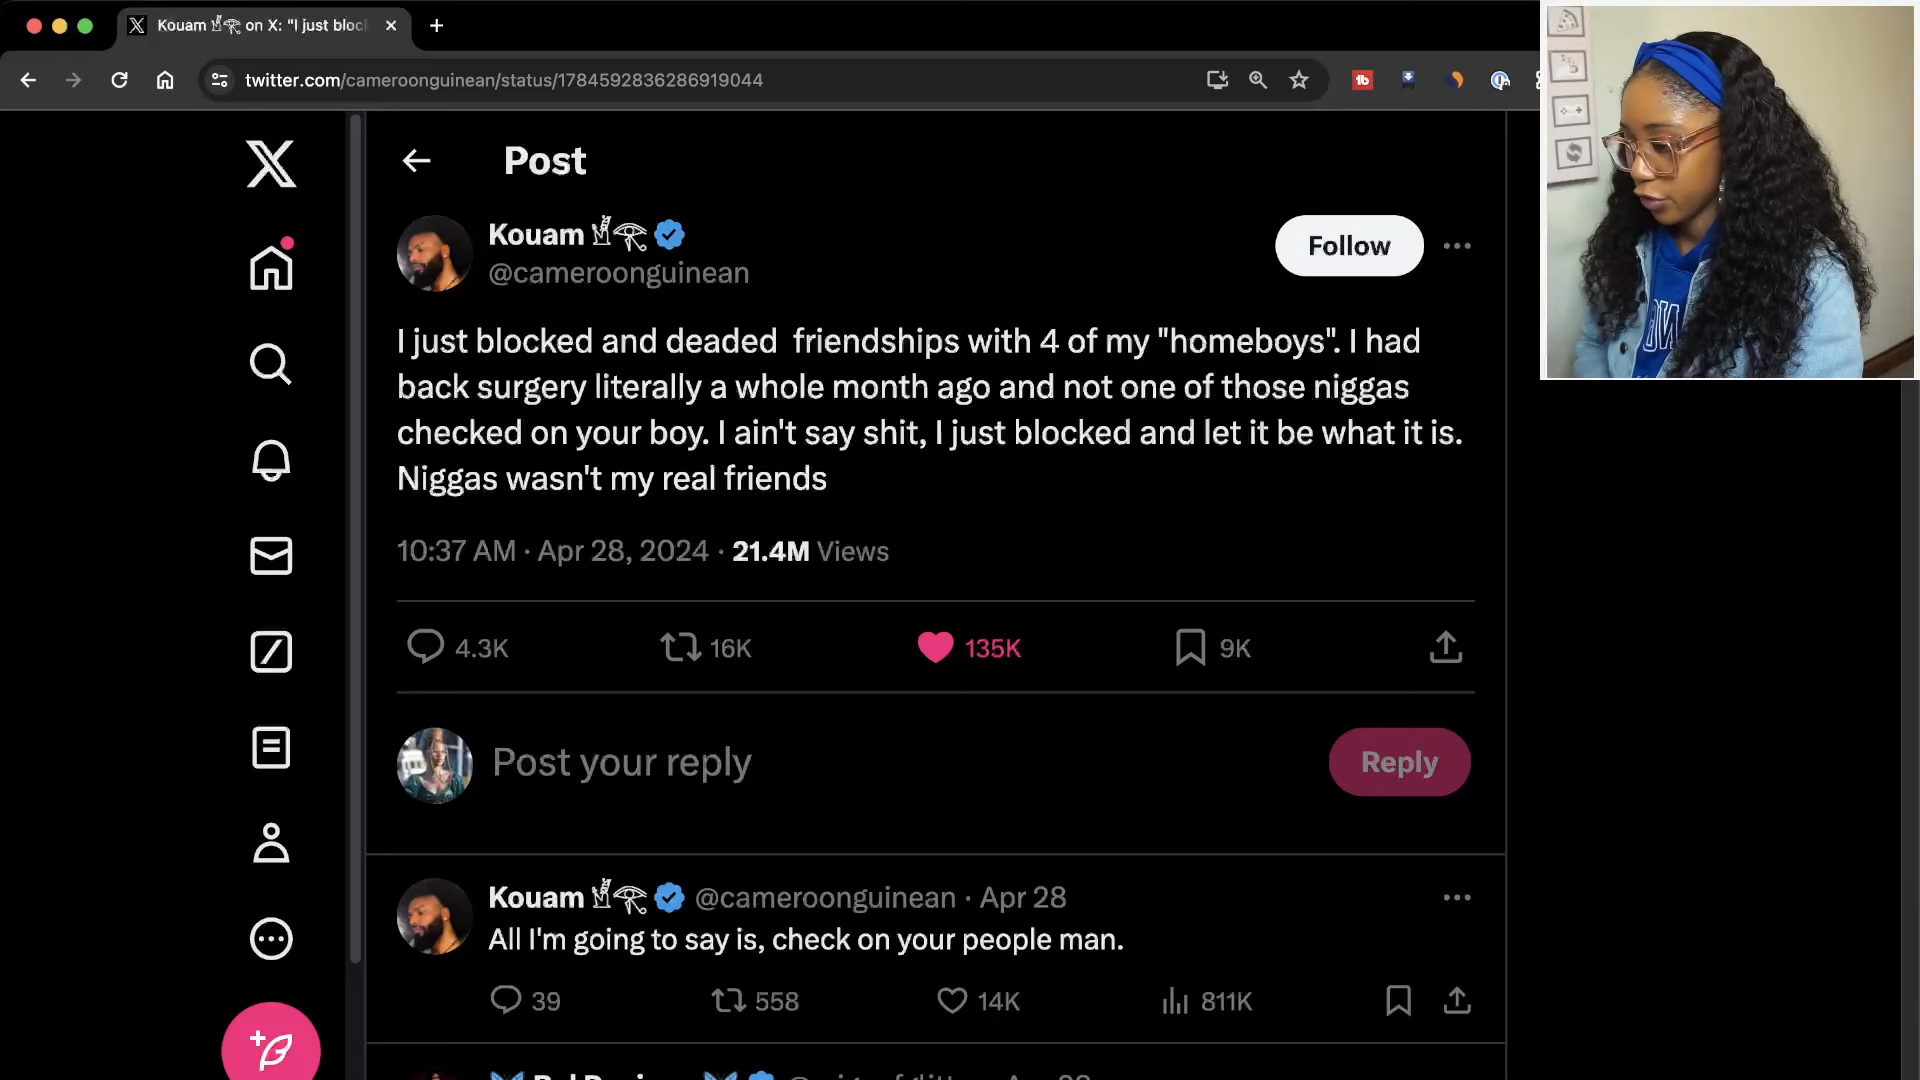 Kouam on X: "I just bloc
twitter.com/cameroonguinean/status/1784592836286919044
Post
Kouam
@cameroonguinean
Follow
I just blocked and deaded  friendships with 4 of my "homeboys". I had
back surgery literally a whole month ago and not one of those niggas
checked on your boy. I ain't say shit, I just blocked and let it be what it is.
Niggas wasn't my real friends
10:37 AM · Apr 28, 2024 · 21.4M Views
4.3K 16K 135K 9K
Post your reply
Reply
Kouam @cameroonguinean · Apr 28
All I'm going to say is, check on your people man.
39 558 14K 811K